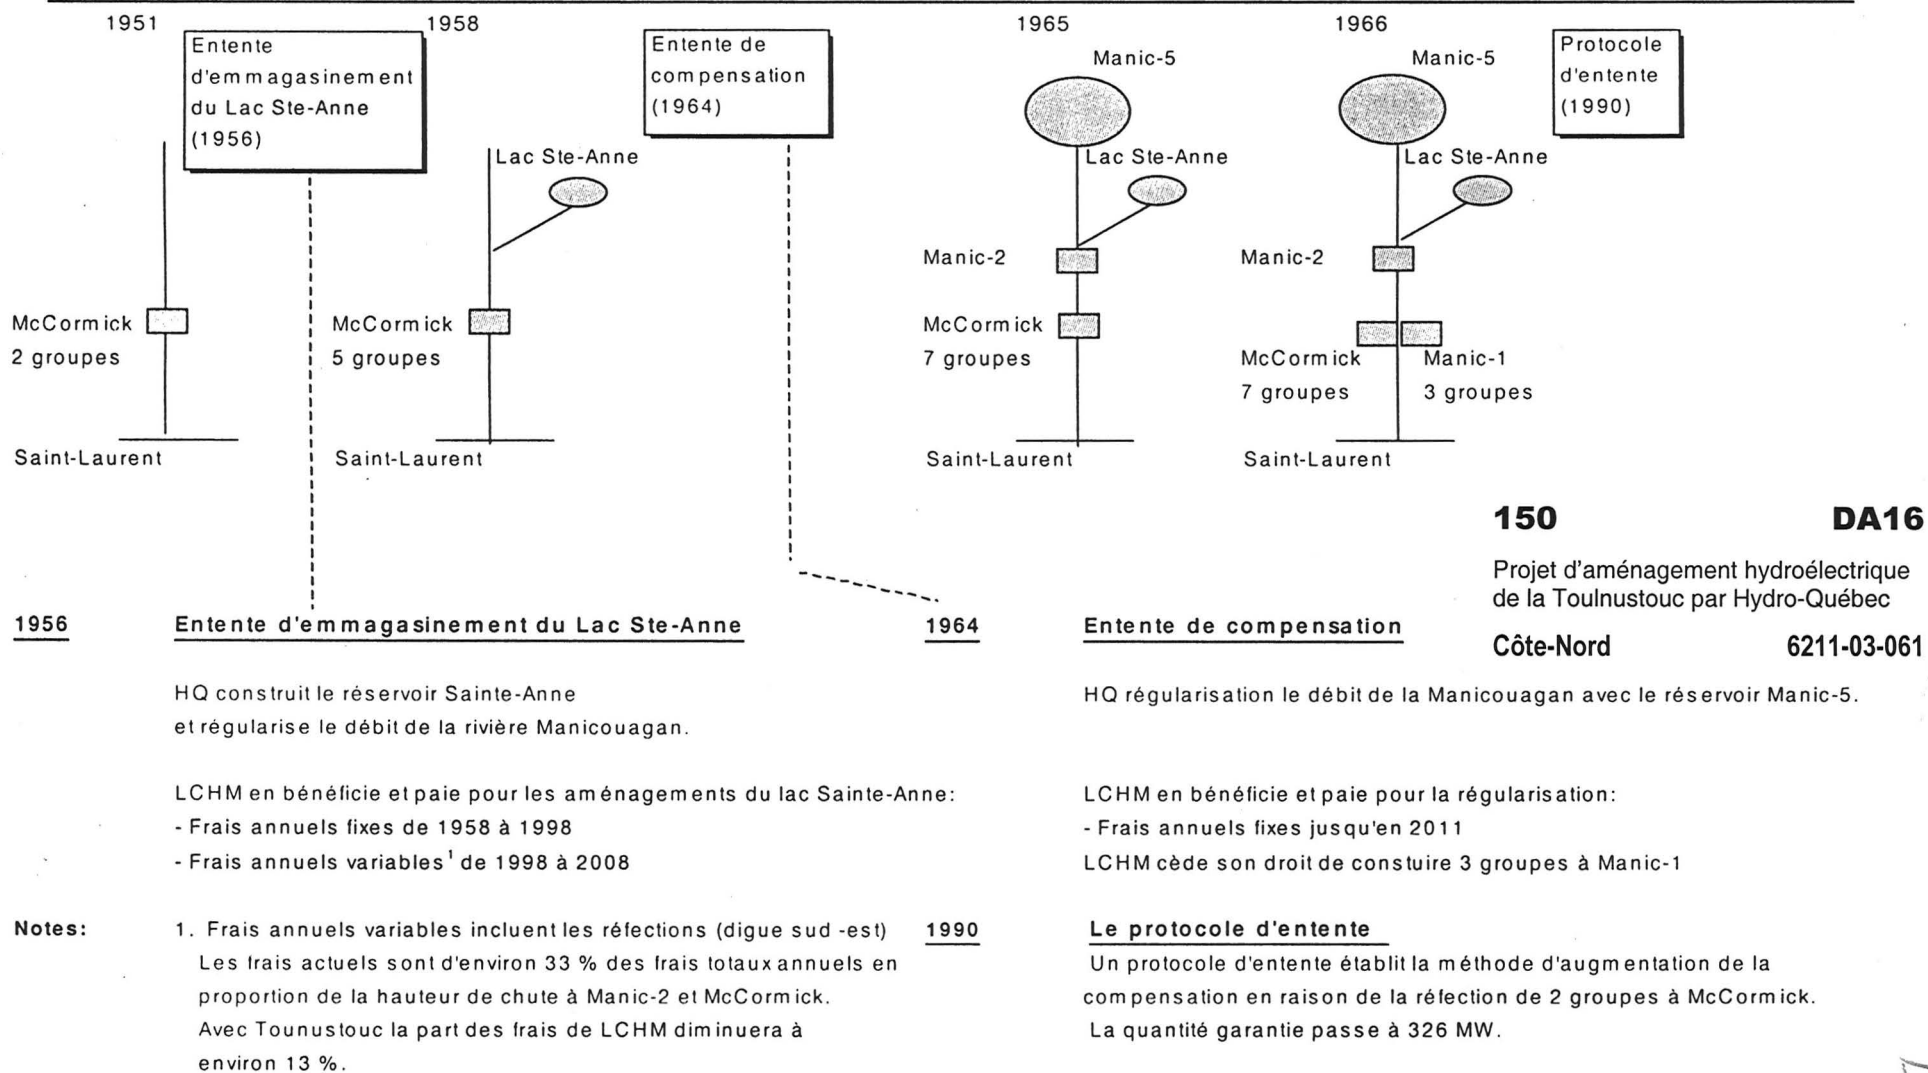 1951
Entente
d'emmagasinement
du Lac Ste-Anne
(1956)
McCormick
2 groupes
Saint-Laurent
1958
Lac Ste-Anne
McCormick
5 groupes
Saint-Laurent
Entente de
compensation
(1964)
1965
Manic-5
Lac Ste-Anne
Manic-2
McCormick
7 groupes
Saint-Laurent
1966
Manic-5
Lac Ste-Anne
Manic-2
McCormick
7 groupes
Manic-1
3 groupes
Saint-Laurent
Protocole
d'entente
(1990)
150 DA16
Projet d'aménagement hydroélectrique
de la Toulnustouc par Hydro-Québec
Côte-Nord 6211-03-061
1956 Entente d'emmagasinement du Lac Ste-Anne
HQ construit le réservoir Sainte-Anne
et régularise le débit de la rivière Manicouagan.
LCHM en bénéficie et paie pour les aménagements du lac Sainte-Anne:
- Frais annuels fixes de 1958 à 1998
- Frais annuels variables¹ de 1998 à 2008
Notes: 1. Frais annuels variables incluent les réfections (digue sud -est)
Les frais actuels sont d'environ 33 % des frais totaux annuels en
proportion de la hauteur de chute à Manic-2 et McCormick.
Avec Tounustouc la part des frais de LCHM diminuera à
environ 13 %.
1964 Entente de compensation
HQ régularisation le débit de la Manicouagan avec le réservoir Manic-5.
LCHM en bénéficie et paie pour la régularisation:
- Frais annuels fixes jusqu'en 2011
LCHM cède son droit de constuire 3 groupes à Manic-1
1990 Le protocole d'entente
Un protocole d'entente établit la méthode d'augmentation de la
compensation en raison de la réfection de 2 groupes à McCormick.
La quantité garantie passe à 326 MW.